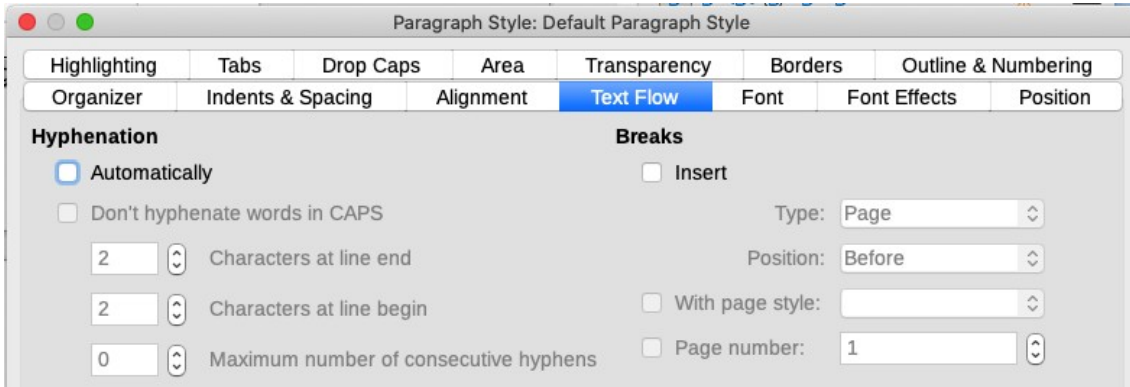 Paragraph Style: Default Paragraph Style
Highlighting Tabs Drop Caps Area Transparency Borders Outline & Numbering
Organizer Indents & Spacing Alignment Text Flow Font Font Effects Position
Hyphenation
Automatically
Don't hyphenate words in CAPS
2 Characters at line end
2 Characters at line begin
0 Maximum number of consecutive hyphens
Breaks
Insert
Type: Page
Position: Before
With page style:
Page number: 1